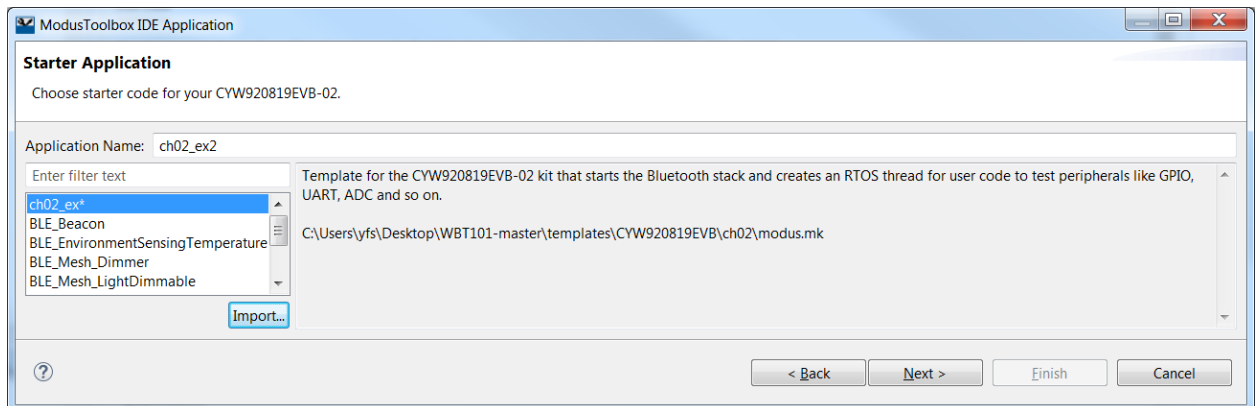 ModusToolbox IDE Application
Starter Application
Choose starter code for your CYW920819EVB-02.
Application Name: ch02_ex2
Enter filter text
ch02_ex*
BLE_Beacon
BLE_EnvironmentSensingTemperature
BLE_Mesh_Dimmer
BLE_Mesh_LightDimmable
Import...
Template for the CYW920819EVB-02 kit that starts the Bluetooth stack and creates an RTOS thread for user code to test peripherals like GPIO,
UART, ADC and so on.
C:\Users\yfs\Desktop\WBT101-master\templates\CYW920819EVB\ch02\modus.mk
? < Back Next > Finish Cancel